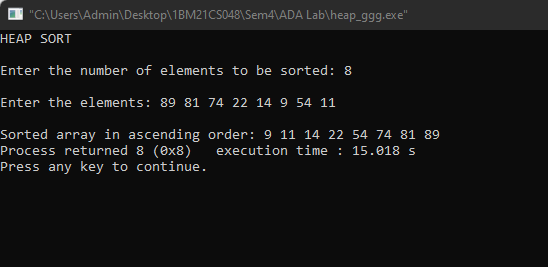 "C:\Users\Admin\Desktop\1BM21CS048\Sem4\ADA Lab\heap_ggg.exe"
HEAP SORT
Enter the number of elements to be sorted: 8
Enter the elements: 89 81 74 22 14 9 54 11
Sorted array in ascending order: 9 11 14 22 54 74 81 89
Process returned 8 (0x8)   execution time : 15.018 s
Press any key to continue.